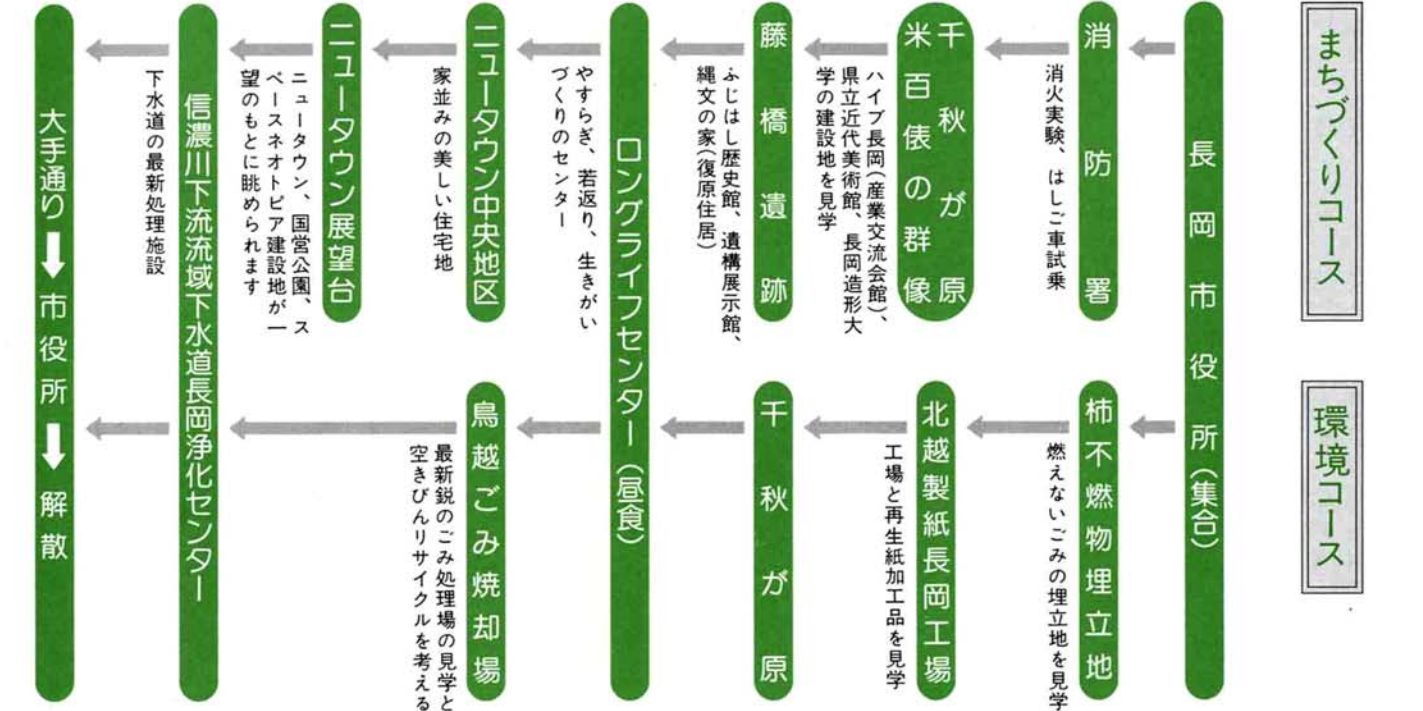 まちづくりコース
環境コース
長岡市役所（集合）
消防署
消火実験、はしご車試乗
千秋が原
米百俵の群像
ハイブ長岡（産業交流会館）、
県立近代美術館、長岡造形大
学の建設地を見学
藤橋遺跡
ふじはし歴史館、遺構展示館、
縄文の家（復原住居）
柿不燃物埋立地
燃えないごみの埋立地を見学
北越製紙長岡工場
工場と再生紙加工品を見学
千秋が原
ロングライフセンター（昼食）
やすらぎ、若返り、生きがい
づくりのセンター
ニュータウン中央地区
家並みの美しい住宅地
ニュータウン展望台
ニュータウン、国営公園、ス
ペースネオトピア建設地が一
望のもとに眺められます
鳥越ごみ焼却場
最新鋭のごみ処理場の見学と
空きびんリサイクルを考える
信濃川下流流域下水道長岡浄化センター
下水道の最新処理施設
大手通り➡市役所➡解散